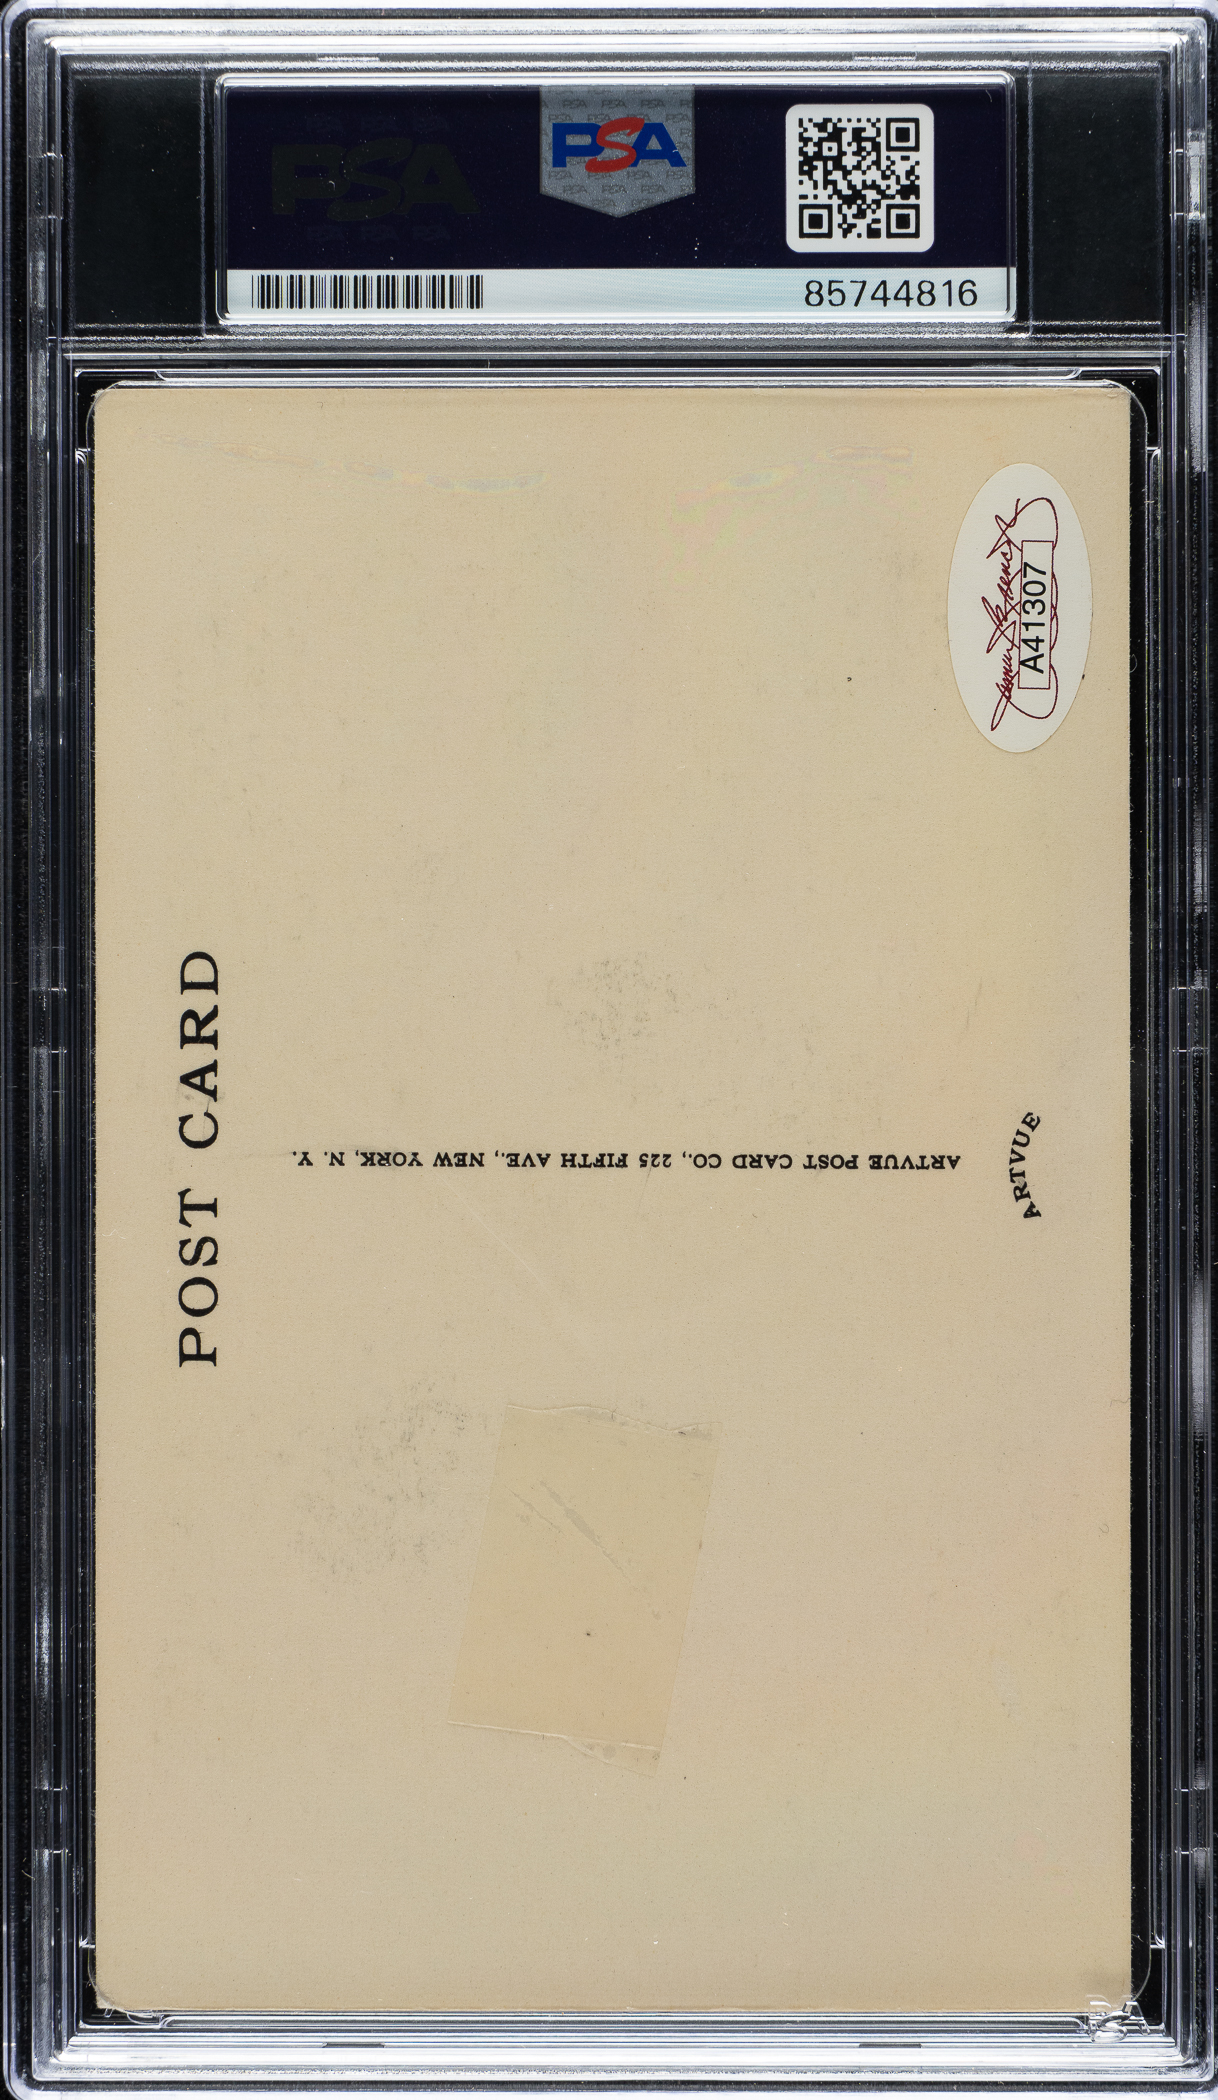 PSA
85744816
A41307
POST CARD
ARTVUE POST CARD CO., 225 FIFTH AVE., NEW YORK, N. Y.
ARTVUE